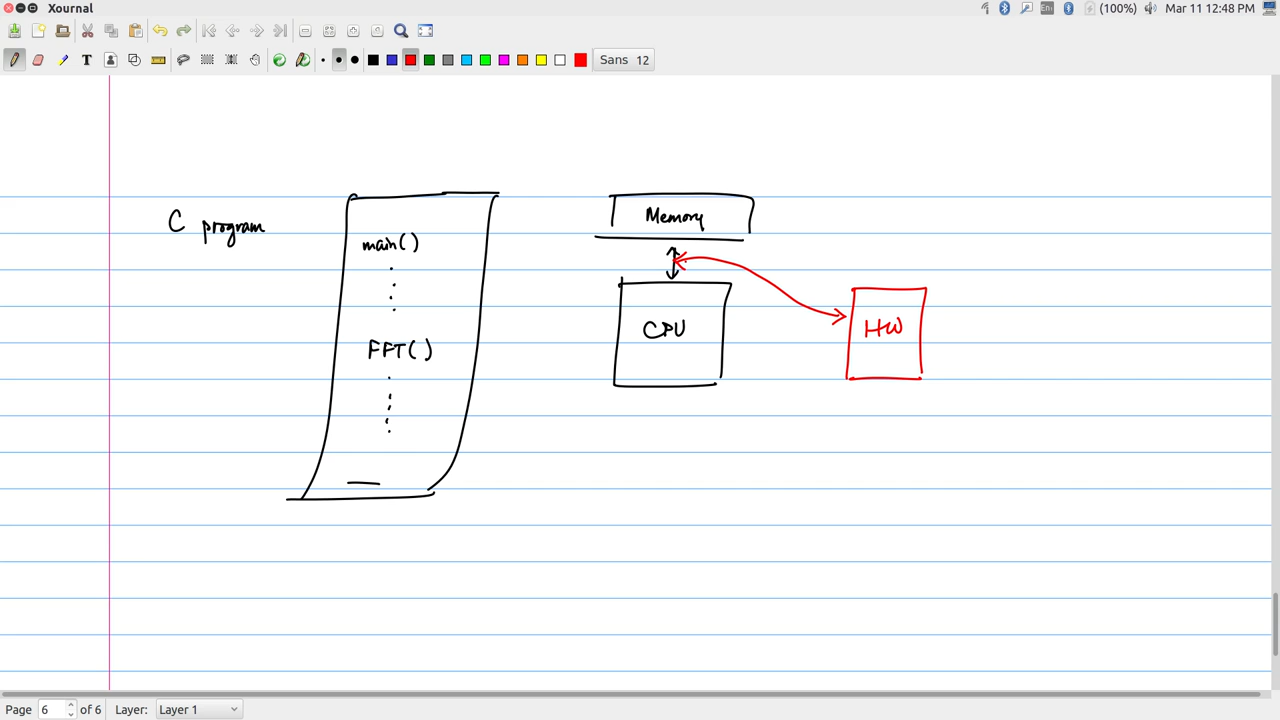 Xournal
(100%)
Mar 11 12:48 PM
En
T
Sans 12
C program
main()
FFT()
Memory
CPU
HW
Page 6 of 6 Layer: Layer 1